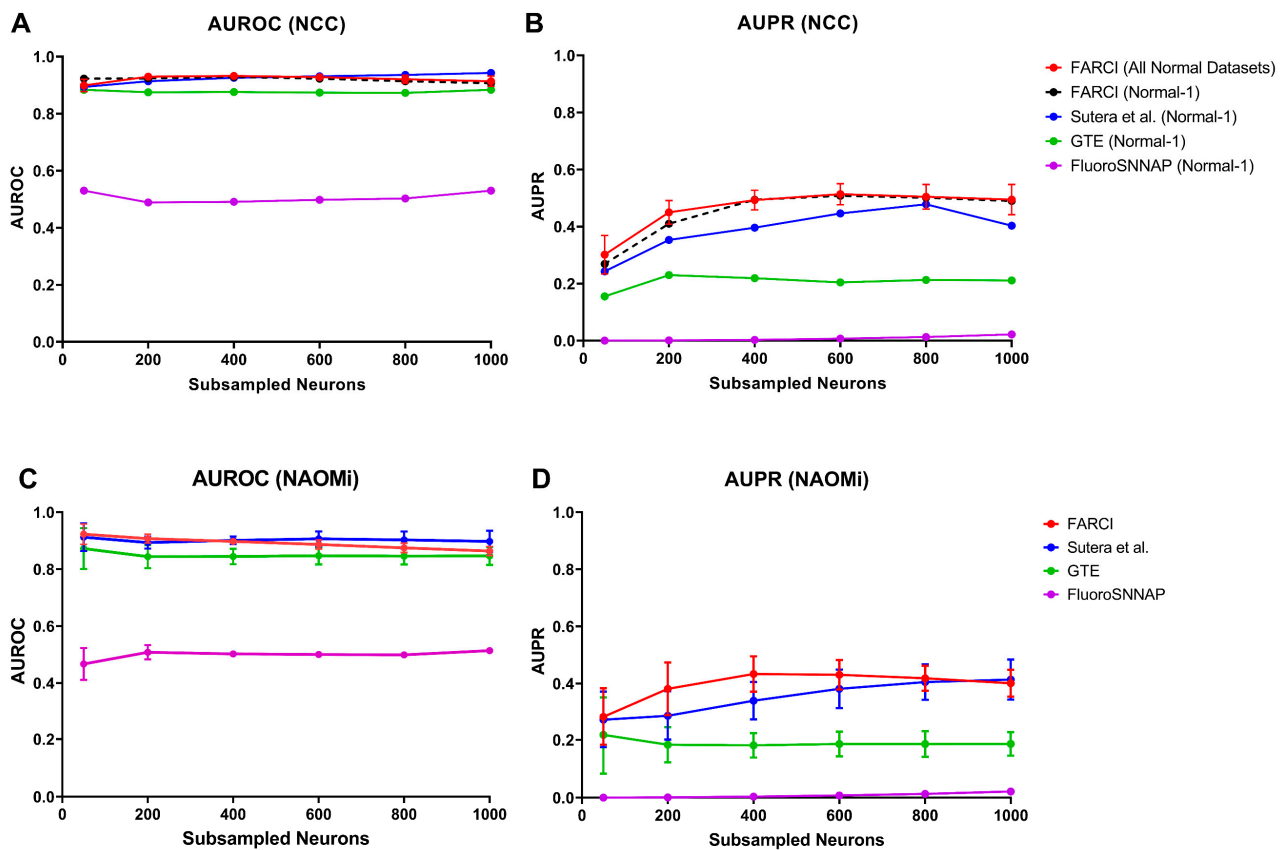 A
AUROC (NCC)
1.0
0.8
0.6
0.4
0.2
0.0
AUROC
0
200
400
600
800
1000
Subsampled Neurons
B
AUPR (NCC)
1.0
0.8
0.6
0.4
0.2
0.0
AUPR
0
200
400
600
800
1000
Subsampled Neurons
FARCI (All Normal Datasets)
FARCI (Normal-1)
Sutera et al. (Normal-1)
GTE (Normal-1)
FluoroSNNAP (Normal-1)
C
AUROC (NAOMi)
1.0
0.8
0.6
0.4
0.2
0.0
AUROC
0
200
400
600
800
1000
Subsampled Neurons
D
AUPR (NAOMi)
1.0
0.8
0.6
0.4
0.2
0.0
AUPR
0
200
400
600
800
1000
Subsampled Neurons
FARCI
Sutera et al.
GTE
FluoroSNNAP